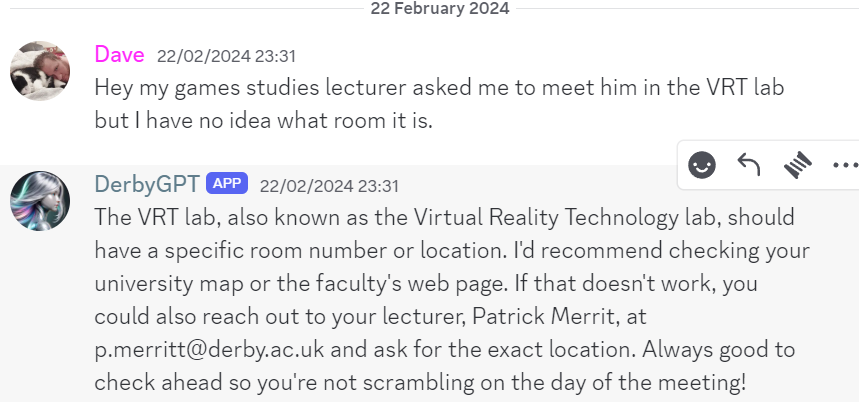 22 February 2024
Dave 22/02/2024 23:31
Hey my games studies lecturer asked me to meet him in the VRT lab
but I have no idea what room it is.
DerbyGPT APP 22/02/2024 23:31
The VRT lab, also known as the Virtual Reality Technology lab, should
have a specific room number or location. I'd recommend checking your
university map or the faculty's web page. If that doesn't work, you
could also reach out to your lecturer, Patrick Merrit, at
p.merritt@derby.ac.uk and ask for the exact location. Always good to
check ahead so you're not scrambling on the day of the meeting!